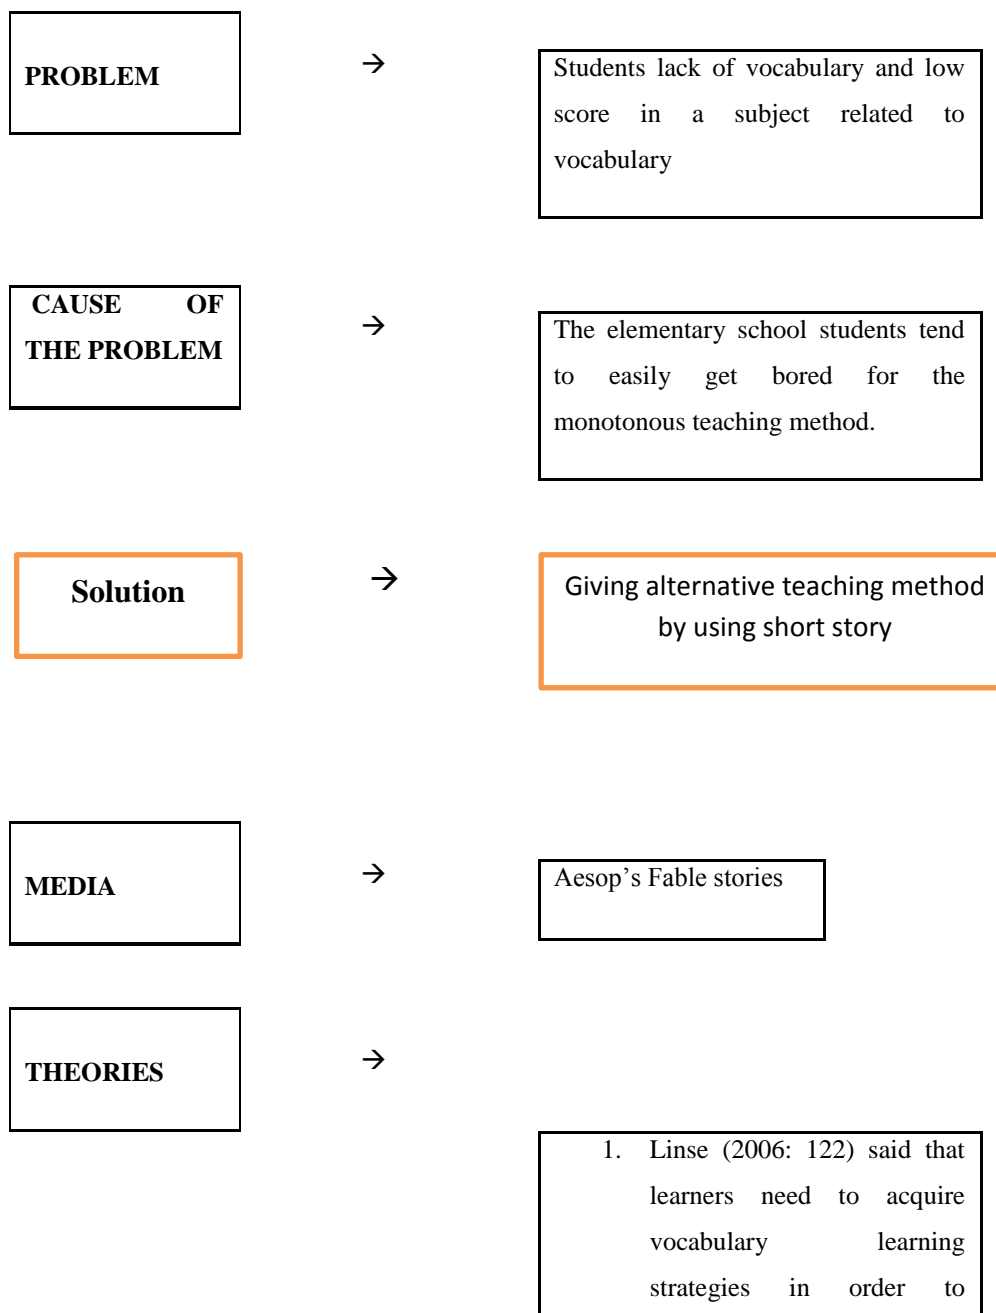 PROBLEM
→
Students lack of vocabulary and low
score in a subject related to
vocabulary
CAUSE OF
THE PROBLEM
→
The elementary school students tend
to easily get bored for the
monotonous teaching method.
Solution
→
Giving alternative teaching method
by using short story
MEDIA
→
Aesop’s Fable stories
THEORIES
→
1. Linse (2006: 122) said that
learners need to acquire
vocabulary learning
strategies in order to